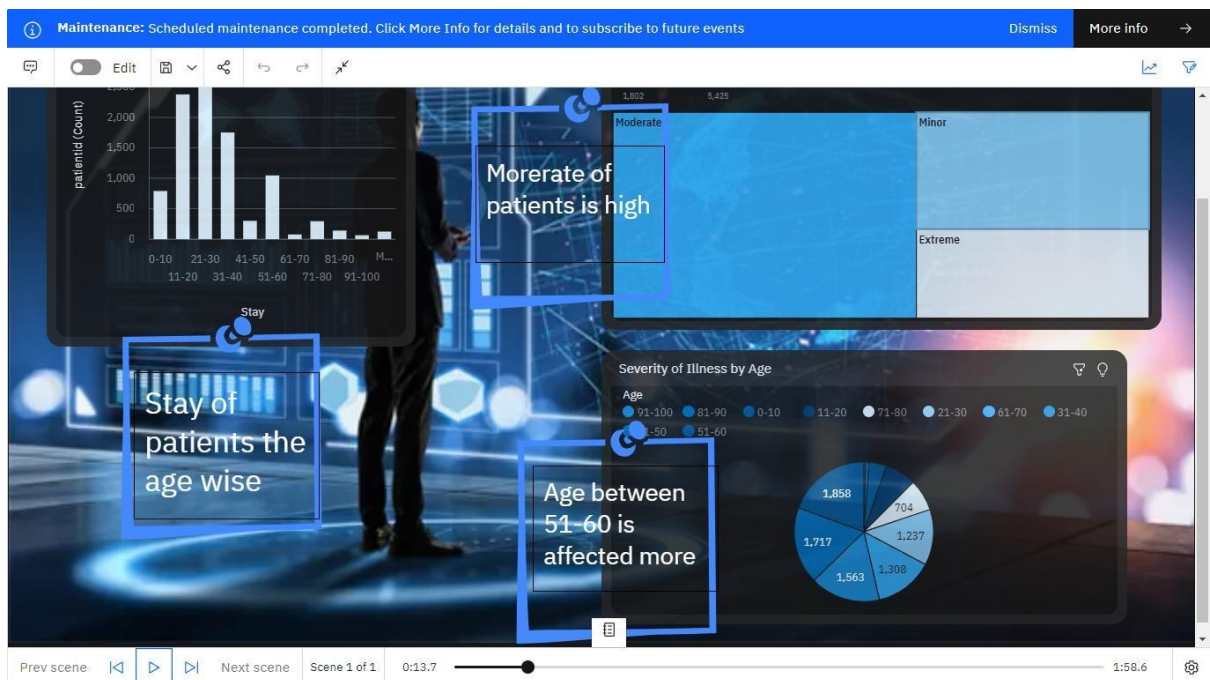 Maintenance: Scheduled maintenance completed. Click More Info for details and to subscribe to future events
Dismiss
More info
Edit
patientid (Count)
2,000
1,500
1,000
500
0
0-10 21-30 41-50 61-70 81-90 M...
11-20 31-40 51-60 71-80 91-100
Stay
1,802 5,425
Moderate
Minor
Extreme
Morerate of
patients is high
Stay of
patients the
age wise
Severity of Illness by Age
Age
91-100 81-90 0-10 11-20 71-80 21-30 61-70 31-40
51-60
Age between
51-60 is
affected more
1,858
704
1,717
1,237
1,563
1,308
Prev scene
Next scene
Scene 1 of 1
0:13.7
1:58.6